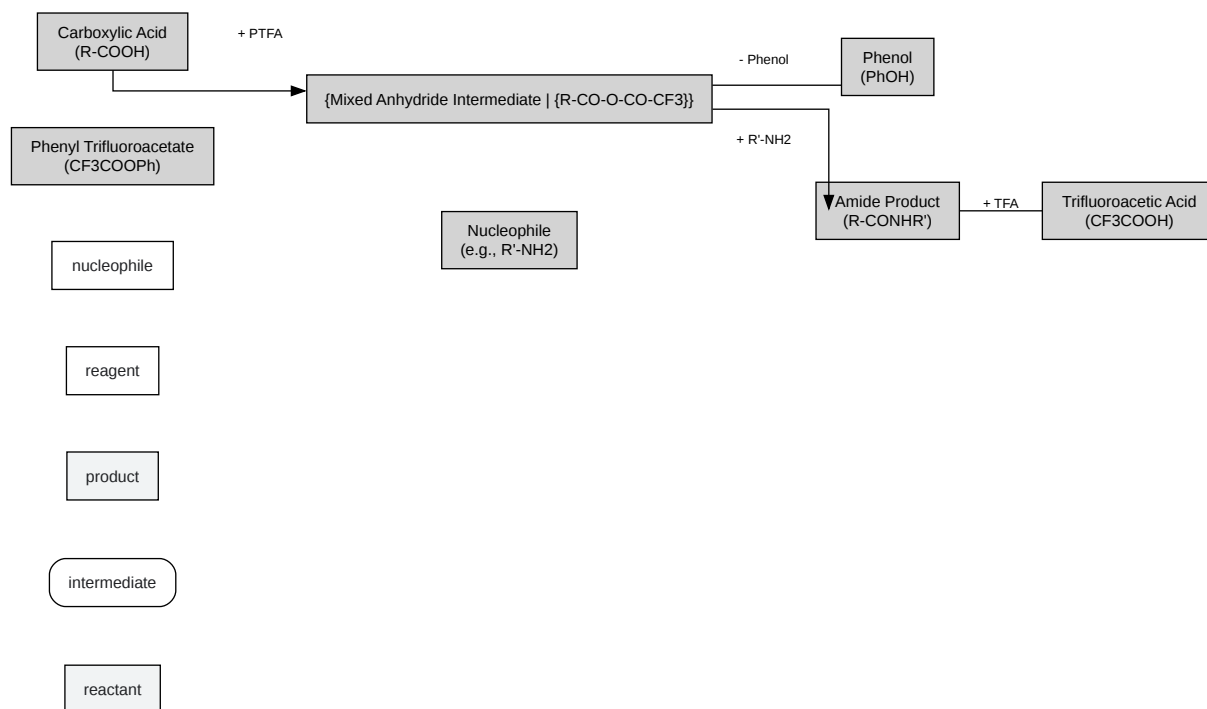 Carboxylic Acid
(R-COOH)
+ PTFA
- Phenol
Phenol
(PhOH)
{Mixed Anhydride Intermediate | {R-CO-O-CO-CF3}}
Phenyl Trifluoroacetate
(CF3COOPh)
+ R'-NH2
Amide Product
(R-CONHR')
+ TFA
Trifluoroacetic Acid
(CF3COOH)
Nucleophile
(e.g., R'-NH2)
nucleophile
reagent
product
intermediate
reactant